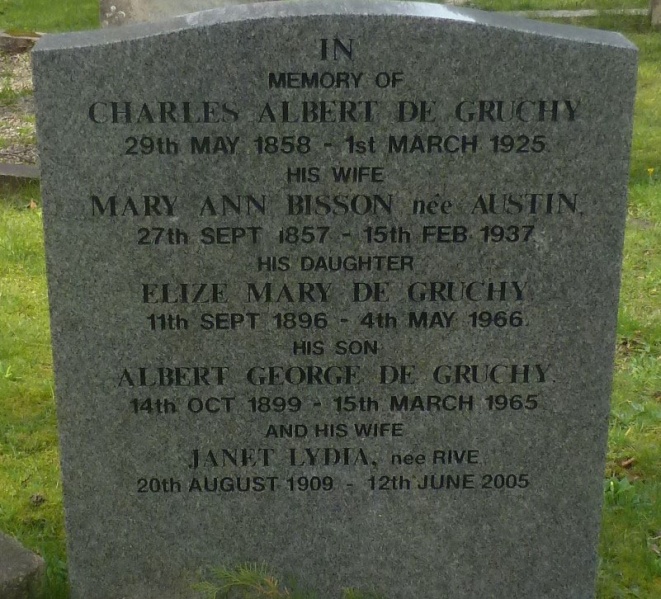 IN
MEMORY OF
CHARLES ALBERT DE GRUCHY
29th MAY 1858 - 1st MARCH 1925.
HIS WIFE
MARY ANN BISSON née AUSTIN.
27th SEPT 1857 - 15th FEB 1937
HIS DAUGHTER
ELIZE MARY DE GRUCHY
11th SEPT 1896 - 4th MAY 1966.
HIS SON
ALBERT GEORGE DE GRUCHY.
14th OCT 1899 - 15th MARCH 1965
AND HIS WIFE
JANET LYDIA, nee RIVE
20th AUGUST 1909 - 12th JUNE 2005